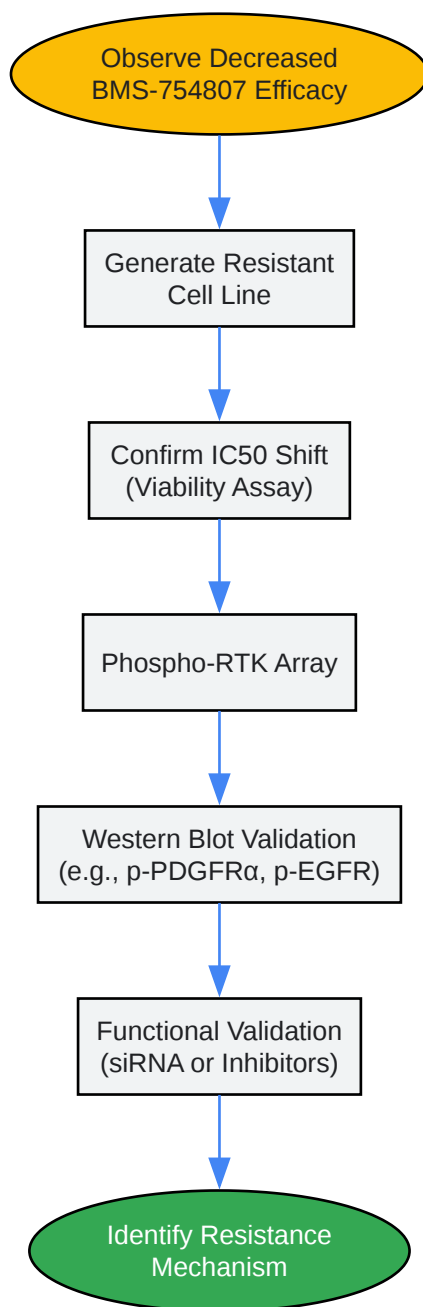 Observe Decreased
BMS-754807 Efficacy
Generate Resistant
Cell Line
Confirm IC50 Shift
(Viability Assay)
Phospho-RTK Array
Western Blot Validation
(e.g., p-PDGFRα, p-EGFR)
Functional Validation
(siRNA or Inhibitors)
Identify Resistance
Mechanism